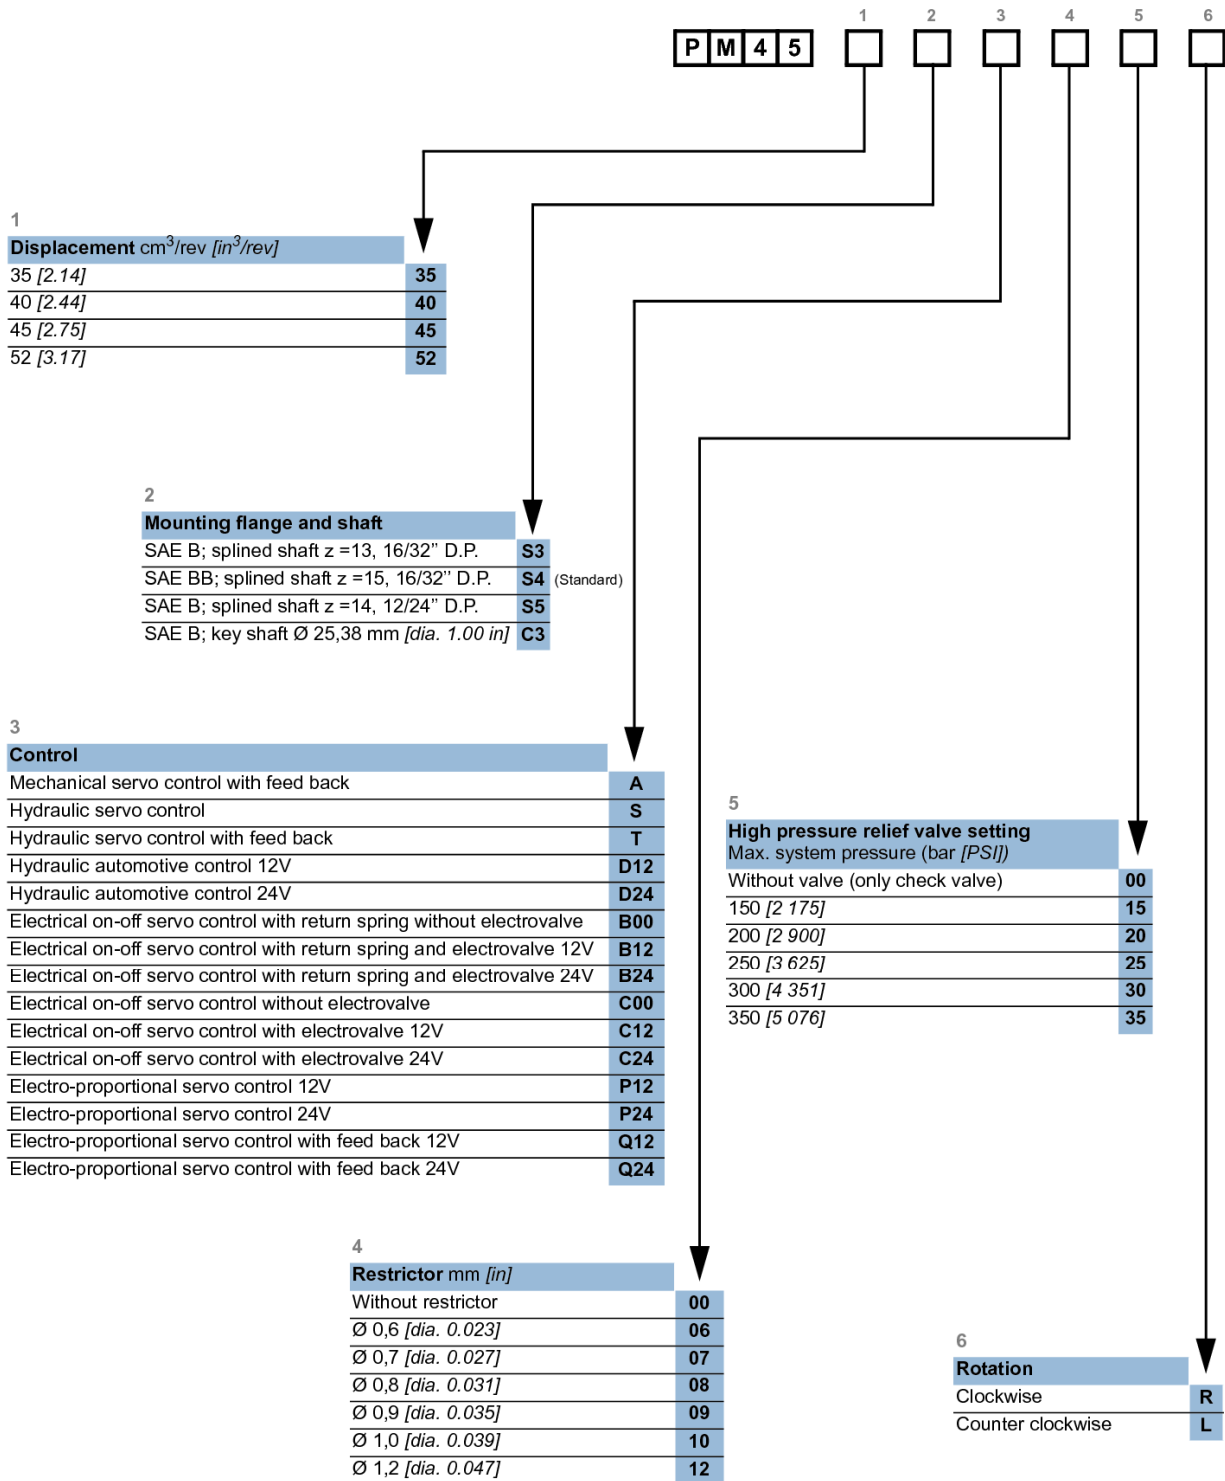 1 2 3 4 5 6
P M 4 5
1
Displacement cm³/rev [in³/rev]
35 [2.14] 35
40 [2.44] 40
45 [2.75] 45
52 [3.17] 52
2
Mounting flange and shaft
SAE B; splined shaft z =13, 16/32” D.P. S3
SAE BB; splined shaft z =15, 16/32” D.P. S4 (Standard)
SAE B; splined shaft z =14, 12/24” D.P. S5
SAE B; key shaft Ø 25,38 mm [dia. 1.00 in] C3
3
Control
Mechanical servo control with feed back A
Hydraulic servo control S
Hydraulic servo control with feed back T
Hydraulic automotive control 12V D12
Hydraulic automotive control 24V D24
Electrical on-off servo control with return spring without electrovalve B00
Electrical on-off servo control with return spring and electrovalve 12V B12
Electrical on-off servo control with return spring and electrovalve 24V B24
Electrical on-off servo control without electrovalve C00
Electrical on-off servo control with electrovalve 12V C12
Electrical on-off servo control with electrovalve 24V C24
Electro-proportional servo control 12V P12
Electro-proportional servo control 24V P24
Electro-proportional servo control with feed back 12V Q12
Electro-proportional servo control with feed back 24V Q24
5
High pressure relief valve setting
Max. system pressure (bar [PSI])
Without valve (only check valve) 00
150 [2 175] 15
200 [2 900] 20
250 [3 625] 25
300 [4 351] 30
350 [5 076] 35
4
Restrictor mm [in]
Without restrictor 00
Ø 0,6 [dia. 0.023] 06
Ø 0,7 [dia. 0.027] 07
Ø 0,8 [dia. 0.031] 08
Ø 0,9 [dia. 0.035] 09
Ø 1,0 [dia. 0.039] 10
Ø 1,2 [dia. 0.047] 12
6
Rotation
Clockwise R
Counter clockwise L